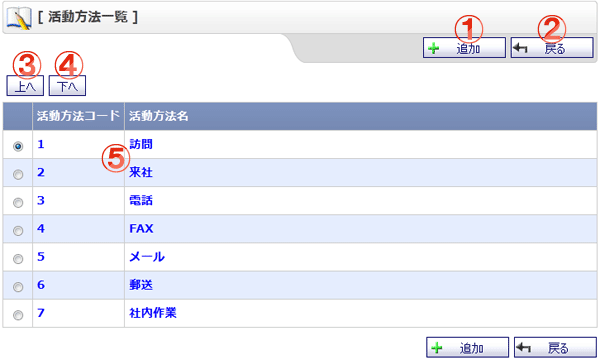 [ 活動方法一覧 ]
① ②
追加 戻る
③ ④
上へ 下へ
活動方法コード 活動方法名
1 訪問
⑤
2 来社
3 電話
4 FAX
5 メール
6 郵送
7 社内作業
追加 戻る